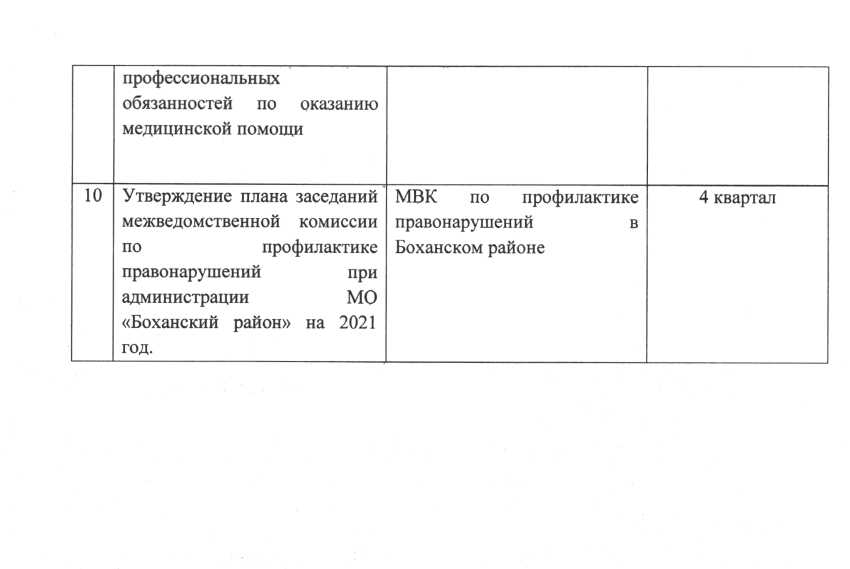 профессиональных
обязанностей по оказанию
медицинской помощи
10
Утверждение плана заседаний
межведомственной комиссии
по профилактике
правонарушений при
администрации МО
«Боханский район» на 2021
год.
МВК по профилактике
правонарушений в
Боханском районе
4 квартал